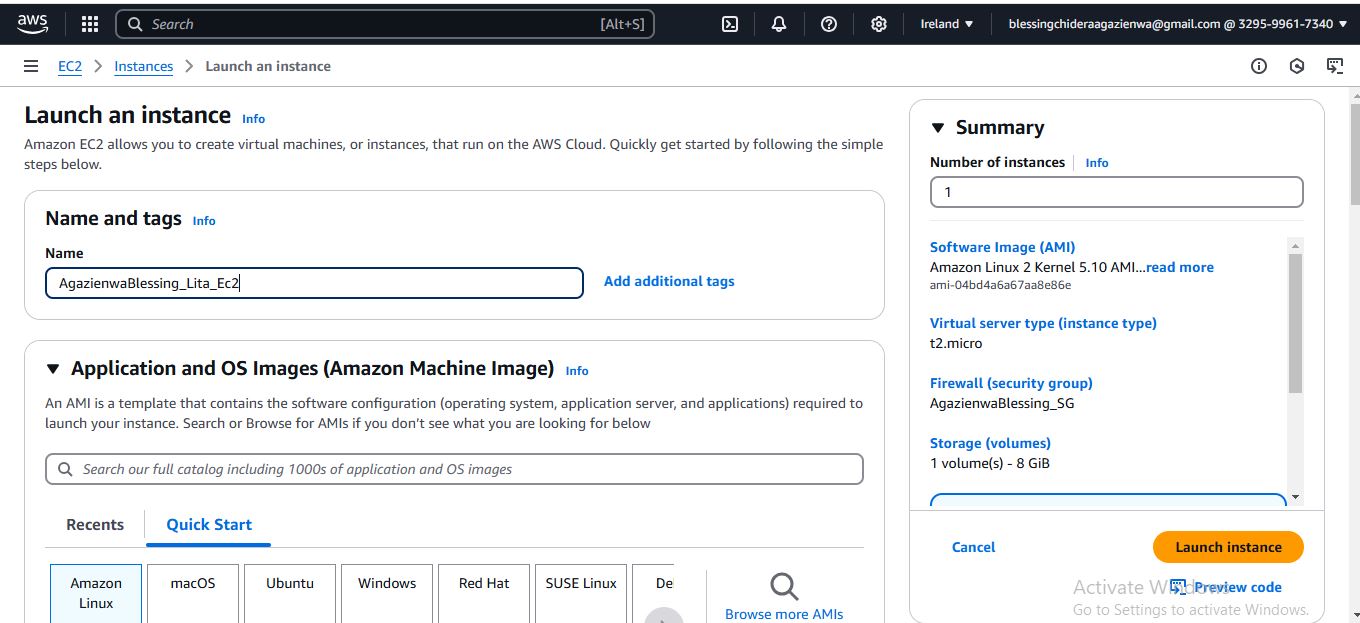 aws
Search
[Alt+S]
Ireland
blessingchideraagazienwa@gmail.com @ 3295-9961-7340
EC2
Instances
Launch an instance
Launch an instance Info
Amazon EC2 allows you to create virtual machines, or instances, that run on the AWS Cloud. Quickly get started by following the simple
steps below.
Name and tags Info
Name
AgazienwaBlessing_Lita_Ec2
Add additional tags
Application and OS Images (Amazon Machine Image) Info
An AMI is a template that contains the software configuration (operating system, application server, and applications) required to
launch your instance. Search or Browse for AMIs if you don't see what you are looking for below
Search our full catalog including 1000s of application and OS images
Recents
Quick Start
Amazon
Linux
macOS
Ubuntu
Windows
Red Hat
SUSE Linux
Browse more AMIs
Summary
Number of instances Info
1
Software Image (AMI)
Amazon Linux 2 Kernel 5.10 AMI...read more
ami-04bd4a6a67aa8e86e
Virtual server type (instance type)
t2.micro
Firewall (security group)
AgazienwaBlessing_SG
Storage (volumes)
1 volume(s) - 8 GiB
Cancel
Launch instance
Preview code
Activate Windows
Go to Settings to activate Windows.